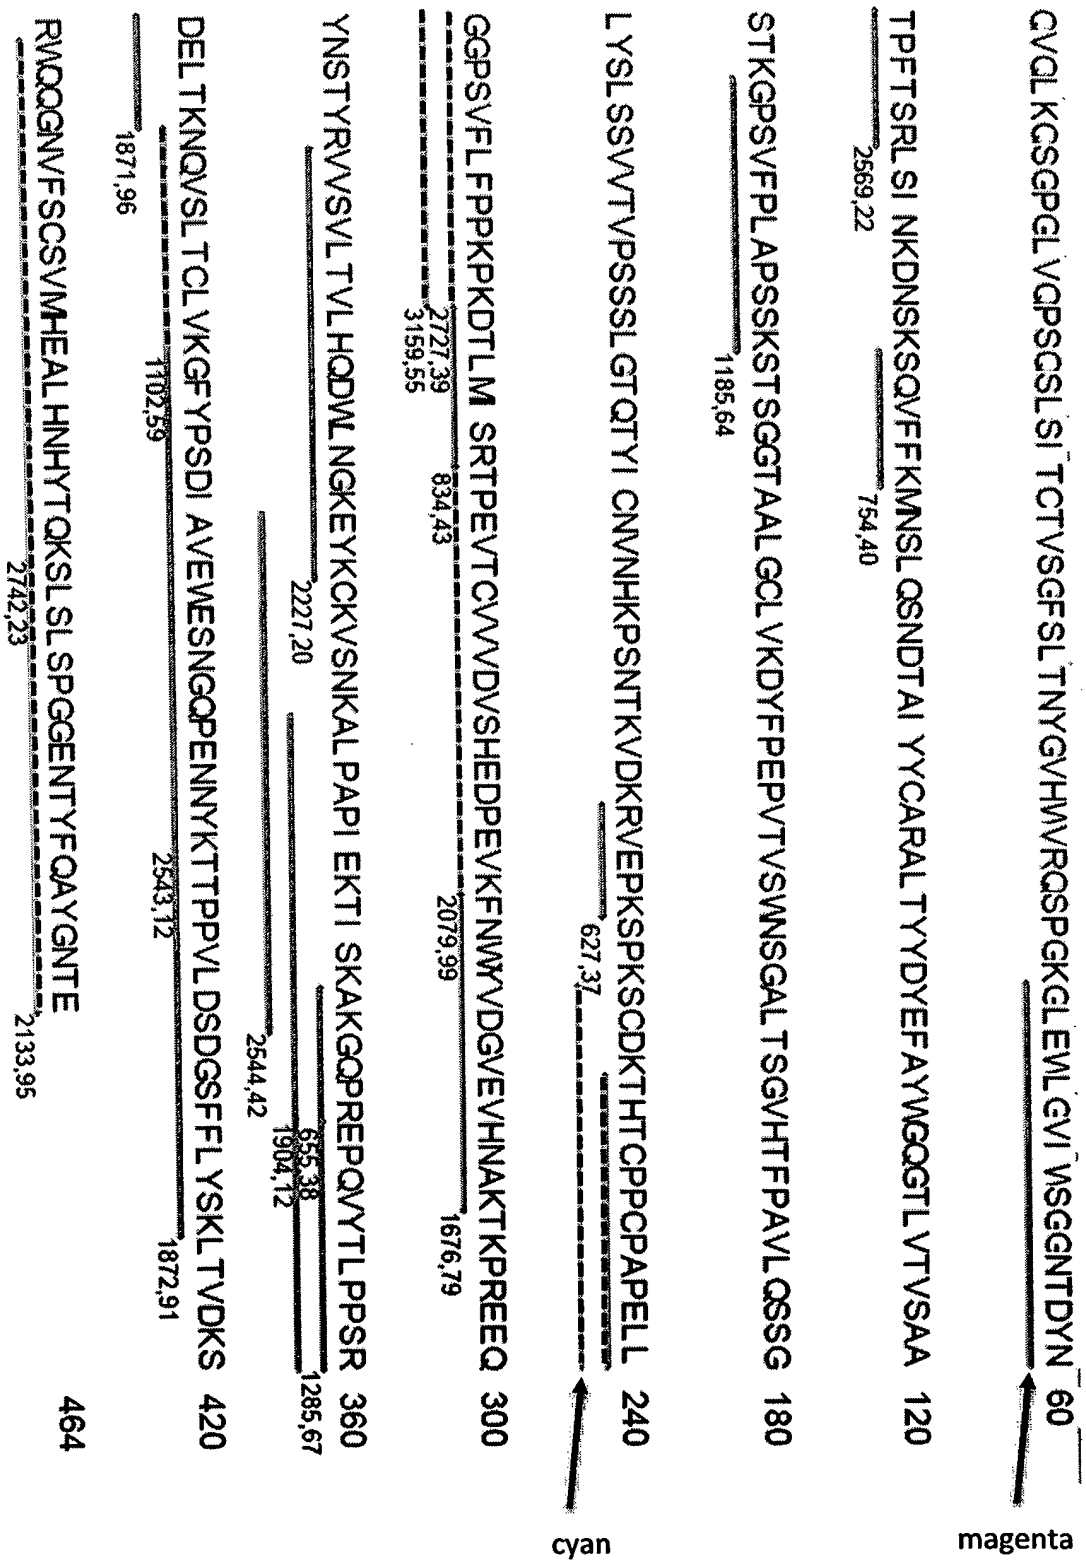 QVQLKQSGPGLVQPSQSLSITCTVSGFSLTNYGVHWVRQSPGKGLEWLGVIWSGGNTDYN 60
magenta
TPFTSRLSINKDNSKSQVFFKMNSLQSNDTAIYYCARALTYYDYEFAYWGQGTLVTVSAA 120
2569,22 754,40
STKGPSVFPLAPSSKSTSGGTAALGCLVKDYFPEPVTVSWNSGALTSGVHTFPAVLQSSG 180
1185,64
LYSLSSVVTVPSSSLGTQTYICNVNHKPSNTKVDKRVEPKSPKSCDKTHTCPPCPAPELL 240
627,37
cyan
GGPSVFLFPPKPKDTLMISRTPEVTCVVVDVSHEDPEVKFNWYVDGVEVHNAKTKPREEQ 300
2727,39 834,43 2079,99 1676,79
3159,55
YNSTYRVVSVLTVLHQDWLNGKEYKCKVSNKALPAPIEKTISKAKGQPREPQVYTLPPSR 360
2227,20 655,38 1285,67
1904,12
2544,42
DELTKNQVSLTCLVKGFYPSDIAVEWESNGQPENNYKTTPPVLDSDGSFFLYSKLTVDKS 420
1102,59 2543,12 1872,91
1871,96
RWQQGNVFSCSVMHEALHNHYTQKSLSLSPGGENTYFQAYGNTE 464
2742,23 2133,95